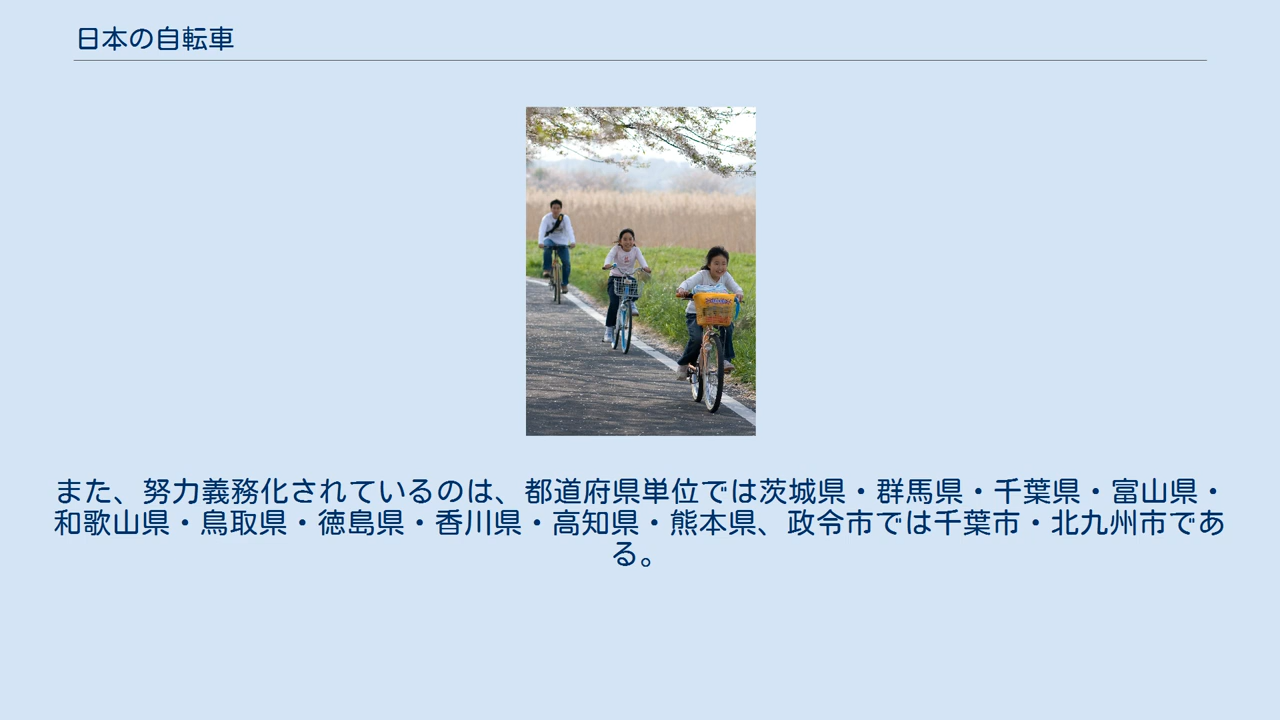 日本の自転車
また、努力義務化されているのは、都道府県単位では茨城県・群馬県・千葉県・富山県・
和歌山県・鳥取県・徳島県・香川県・高知県・熊本県、政令市では千葉市・北九州市であ
る。